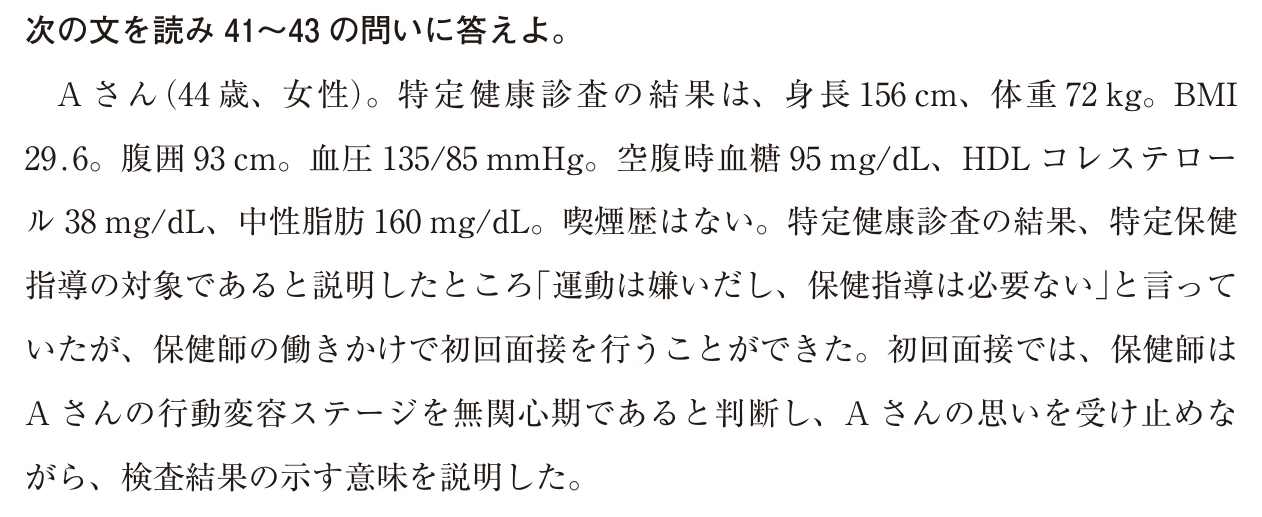 次の文を読み 41〜43 の問いに答えよ。
A さん(44 歳、女性)。特定健康診査の結果は、身長 156 cm、体重 72 kg。BMI
29.6。腹囲 93 cm。血圧 135/85 mmHg。空腹時血糖 95 mg/dL、HDL コレステロー
ル 38 mg/dL、中性脂肪 160 mg/dL。喫煙歴はない。特定健康診査の結果、特定保健
指導の対象であると説明したところ「運動は嫌いだし、保健指導は必要ない」と言って
いたが、保健師の働きかけで初回面接を行うことができた。初回面接では、保健師は
A さんの行動変容ステージを無関心期であると判断し、A さんの思いを受け止めな
がら、検査結果の示す意味を説明した。